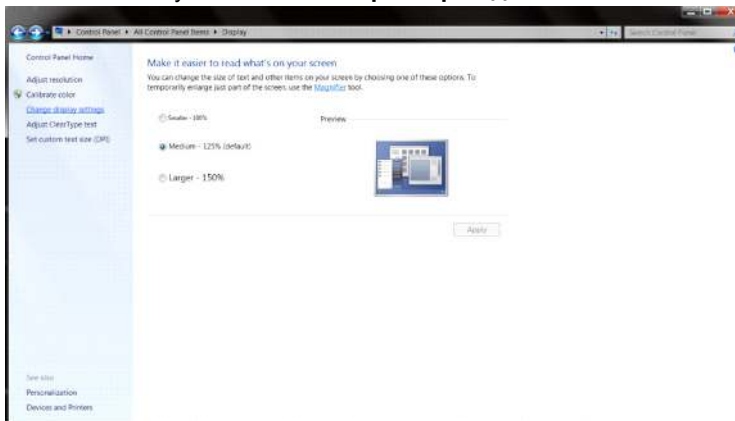 Control Panel ▸ All Control Panel Items ▸ Display
Search Control Panel
Control Panel Home
Adjust resolution
Calibrate color
Change display settings
Adjust ClearType text
Set custom text size (DPI)
Make it easier to read what's on your screen
You can change the size of text and other items on your screen by choosing one of these options. To
temporarily enlarge just part of the screen, use the Magnifier tool.
Smaller - 100%
Preview
Medium - 125% (default)
Larger - 150%
Apply
See also
Personalization
Devices and Printers